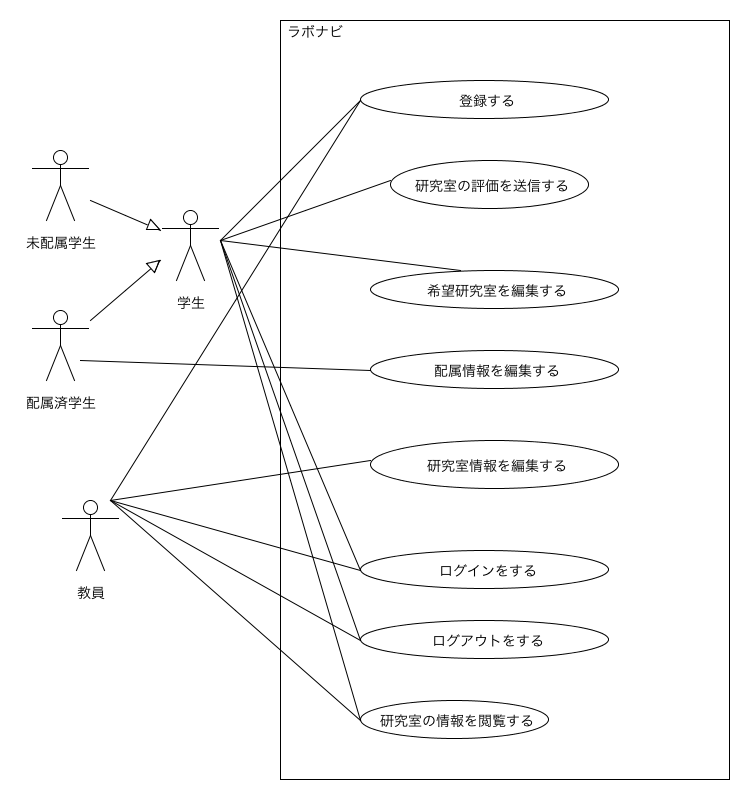 ラボナビ
登録する
研究室の評価を送信する
未配属学生
学生
希望研究室を編集する
配属情報を編集する
配属済学生
研究室情報を編集する
ログインをする
教員
ログアウトをする
研究室の情報を閲覧する